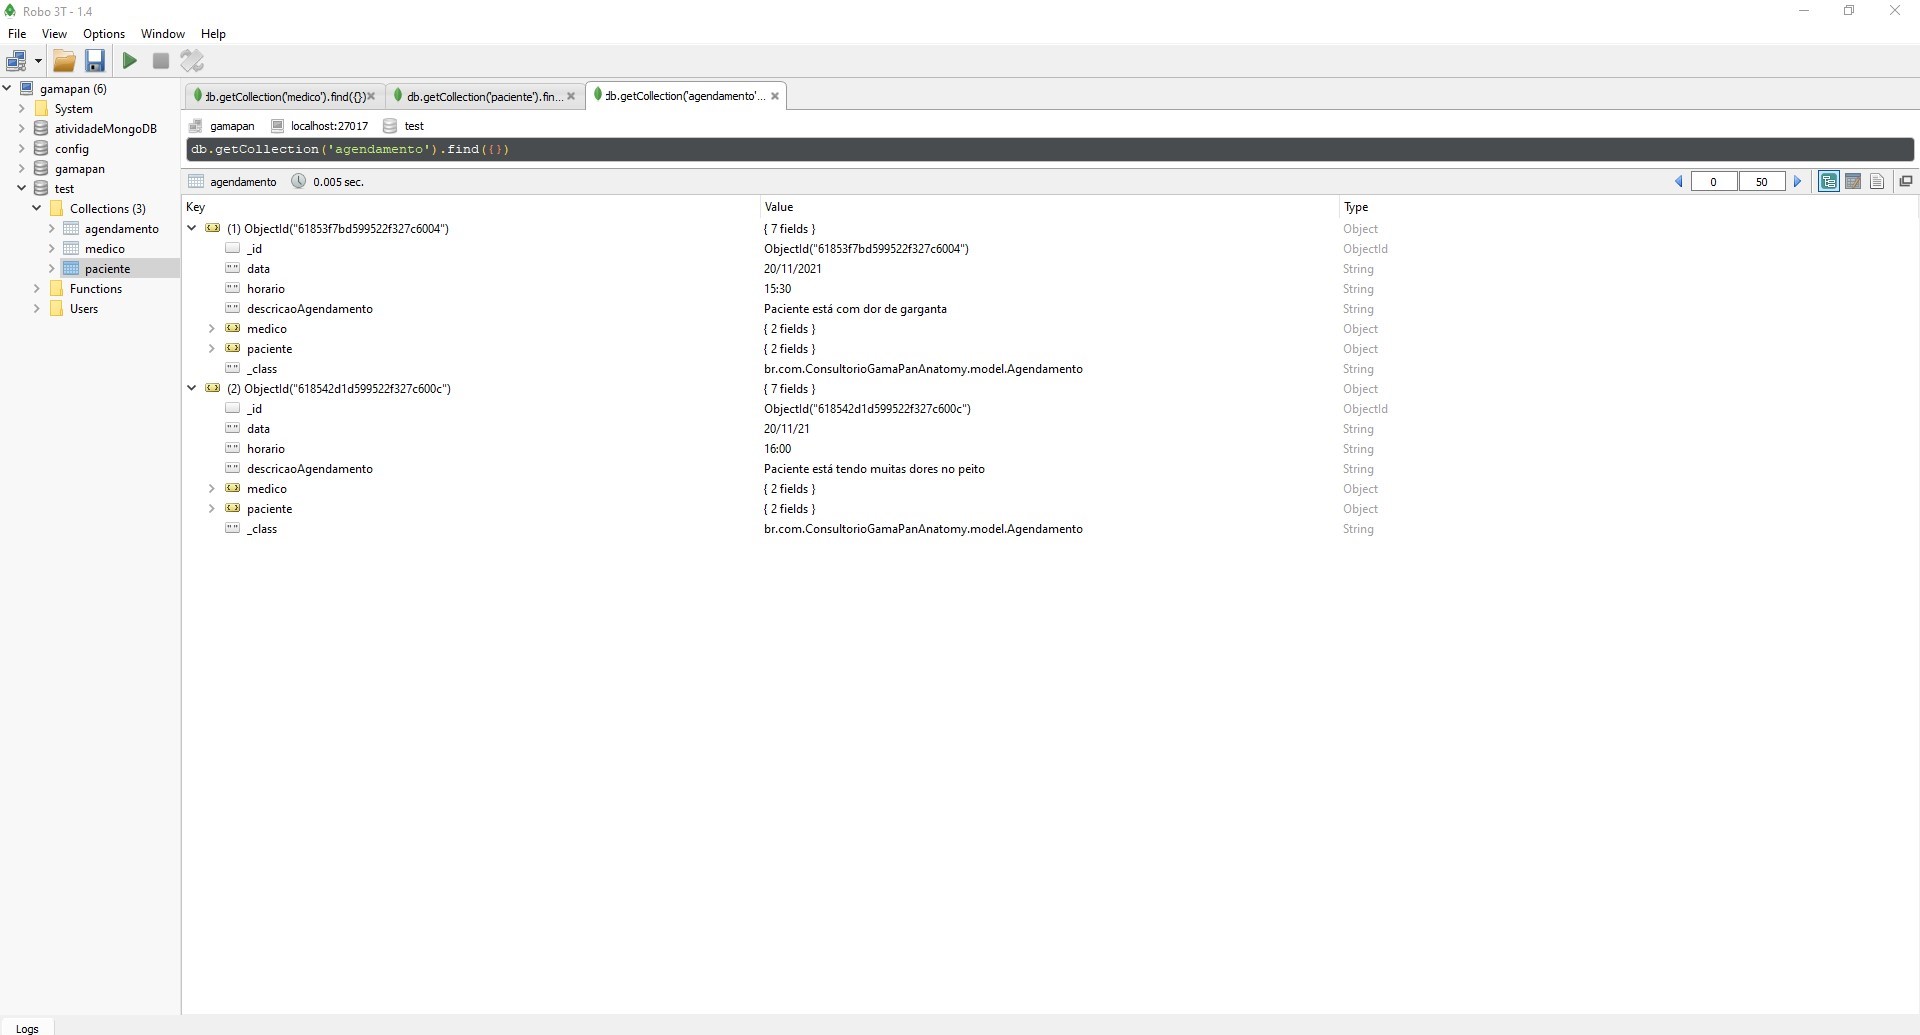 Robo 3T - 1.4
File View Options Window Help
gamapan (6)
System
atividadeMongoDB
config
gamapan
test
Collections (3)
agendamento
medico
paciente
Functions
Users
db.getCollection('medico').find({}) db.getCollection('paciente').fin... db.getCollection('agendamento'...
gamapan localhost:27017 test
db.getCollection('agendamento').find({})
agendamento 0.005 sec. 0 50
Key Value Type
(1) ObjectId("61853f7bd599522f327c6004") { 7 fields } Object
_id ObjectId("61853f7bd599522f327c6004") ObjectId
data 20/11/2021 String
horario 15:30 String
descricaoAgendamento Paciente está com dor de garganta String
medico { 2 fields } Object
paciente { 2 fields } Object
_class br.com.ConsultorioGamaPanAnatomy.model.Agendamento String
(2) ObjectId("618542d1d599522f327c600c") { 7 fields } Object
_id ObjectId("618542d1d599522f327c600c") ObjectId
data 20/11/21 String
horario 16:00 String
descricaoAgendamento Paciente está tendo muitas dores no peito String
medico { 2 fields } Object
paciente { 2 fields } Object
_class br.com.ConsultorioGamaPanAnatomy.model.Agendamento String
Logs